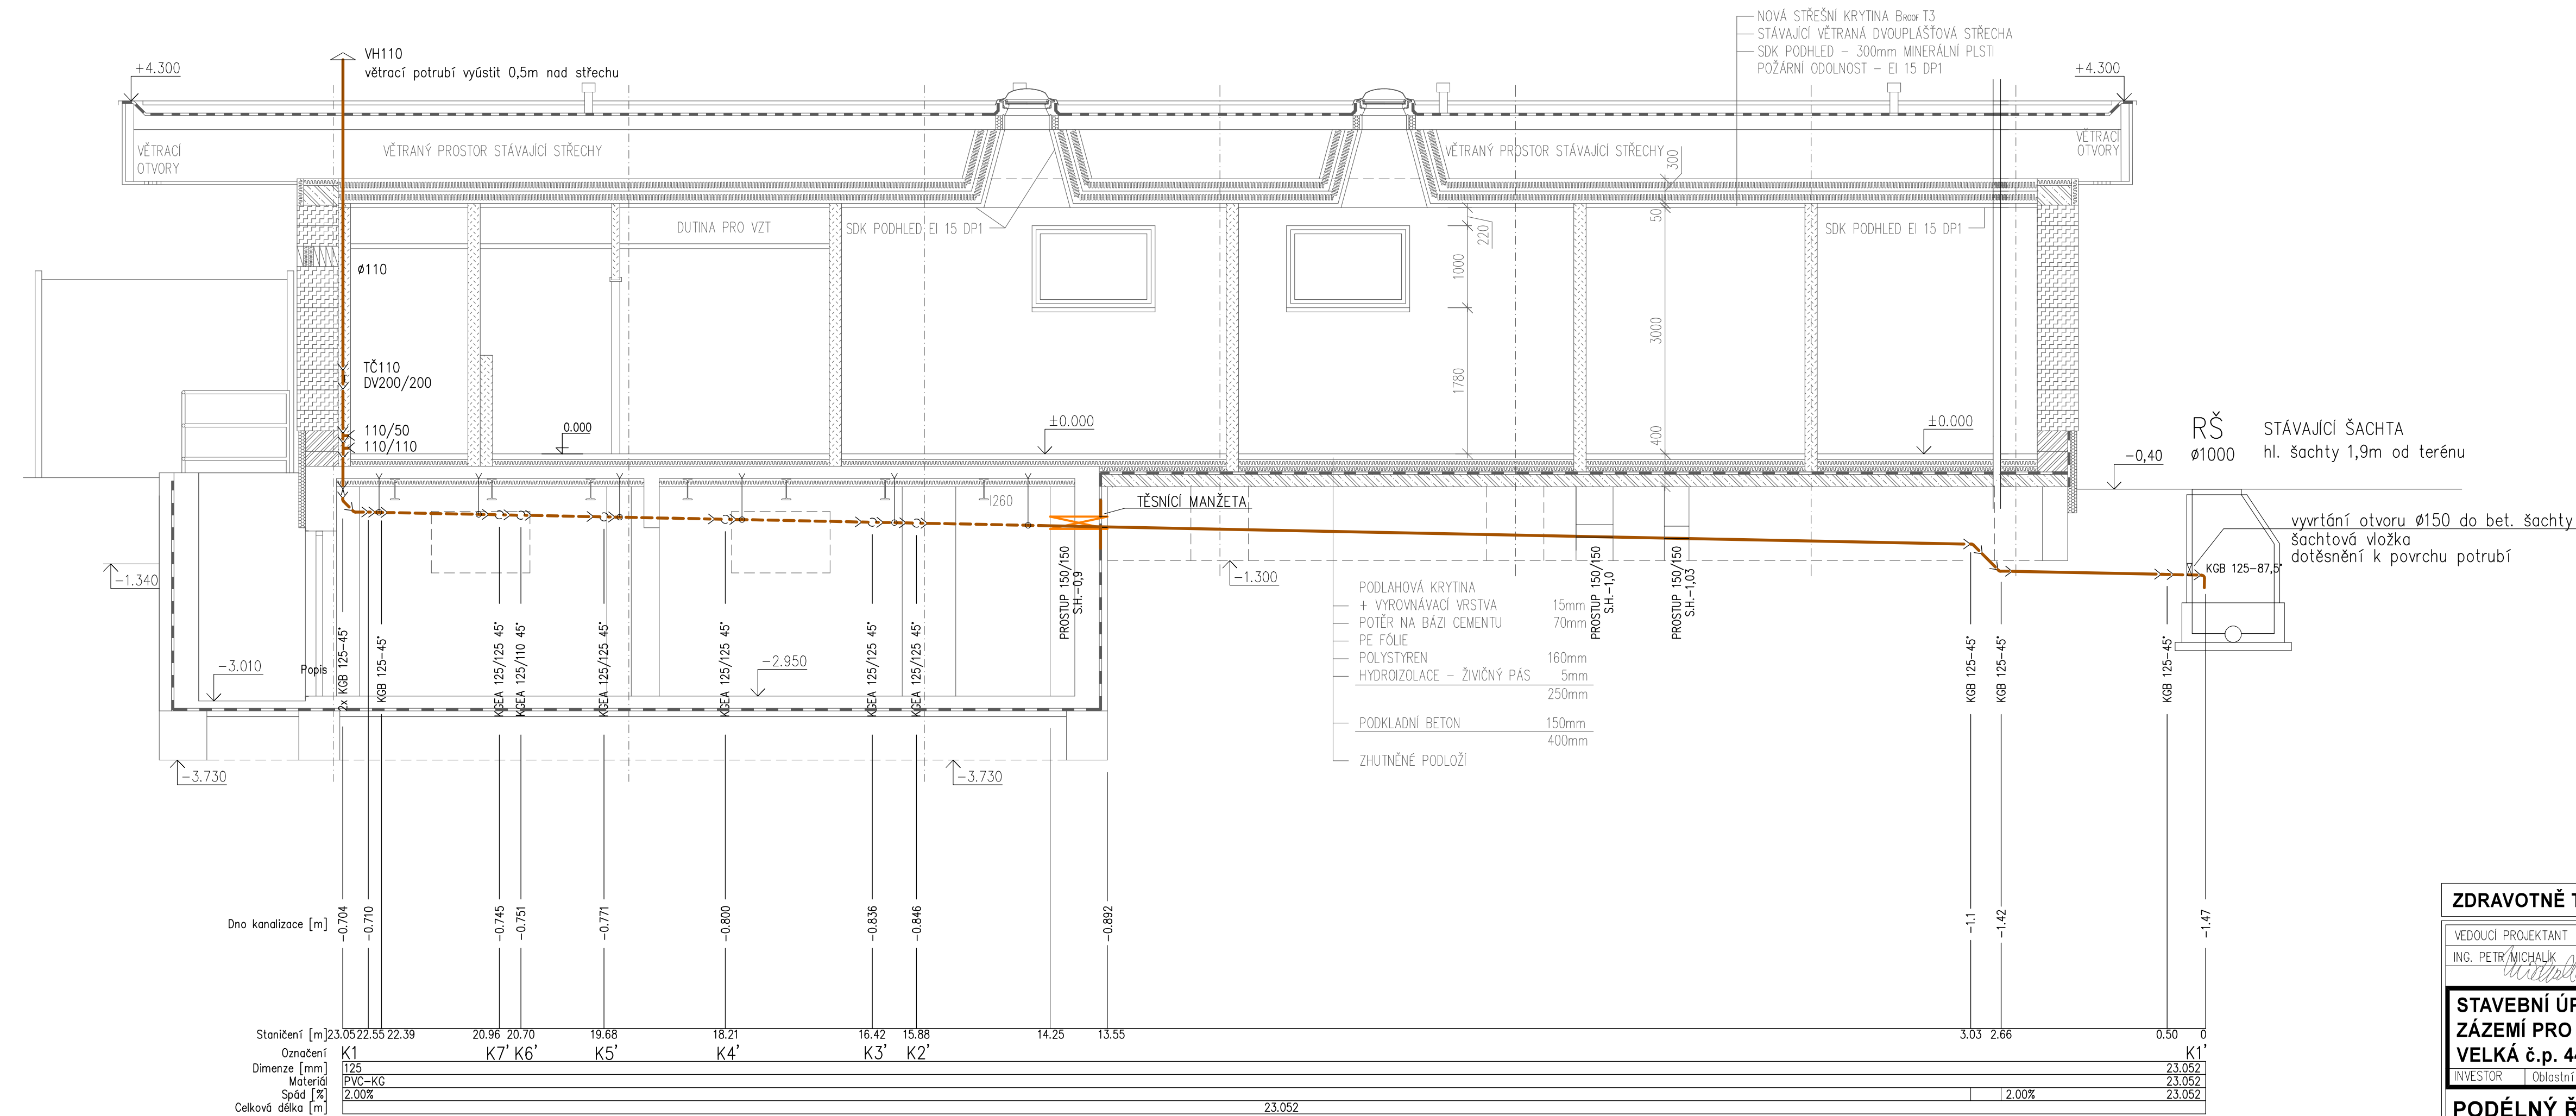 VH110
větrací potrubí vyústit 0,5m nad střechu
+4.300
NOVÁ STŘEŠNÍ KRYTINA Broof T3
STÁVAJÍCÍ VĚTRANÁ DVOUPLÁŠŤOVÁ STŘECHA
SDK PODHLED – 300mm MINERÁLNÍ PLSTI
POŽÁRNÍ ODOLNOST – EI 15 DP1
+4.300
VĚTRACÍ
OTVORY
VĚTRANÝ PROSTOR STÁVAJÍCÍ STŘECHY
VĚTRANÝ PROSTOR STÁVAJÍCÍ STŘECHY
300
VĚTRACÍ
OTVORY
DUTINA PRO VZT
SDK PODHLED EI 15 DP1
220
50
SDK PODHLED EI 15 DP1
ø110
1000
3000
TČ110
DV200/200
1780
110/50
110/110
0.000
±0.000
400
±0.000
RŠ
ø1000
STÁVAJÍCÍ ŠACHTA
hl. šachty 1,9m od terénu
-0,40
I260
TĚSNÍCÍ MANŽETA
vyvrtání otvoru ø150 do bet. šachty
šachtová vložka
dotěsnění k povrchu potrubí
KGB 125-87,5°
-1.340
-1.300
PROSTUP 150/150
S.H.-0,9
PROSTUP 150/150
S.H.-1,0
PROSTUP 150/150
S.H.-1,03
PODLAHOVÁ KRYTINA
+ VYROVNÁVACÍ VRSTVA 15mm
POTĚR NA BÁZI CEMENTU 70mm
PE FÓLIE
POLYSTYREN 160mm
HYDROIZOLACE – ŽIVIČNÝ PÁS 5mm
250mm
PODKLADNÍ BETON 150mm
400mm
ZHUTNĚNÉ PODLOŽÍ
-3.010
-2.950
Popis
2x KGB 125-45°
KGB 125-45°
KGEA 125/125 45°
KGEA 125/110 45°
KGEA 125/125 45°
KGEA 125/125 45°
KGEA 125/125 45°
KGEA 125/125 45°
KGB 125-45°
KGB 125-45°
KGB 125-45°
-3.730
-3.730
Dno kanalizace [m] -0.704 -0.710 -0.745 -0.751 -0.771 -0.800 -0.836 -0.846 -0.892 -1.1 -1.42 -1.47
Staničení [m] 23.05 22.55 22.39 20.96 20.70 19.68 18.21 16.42 15.88 14.25 13.55 3.03 2.66 0.50 0
Označení K1 K7' K6' K5' K4' K3' K2' K1'
Dimenze [mm] 125 23.052
Materiál PVC-KG 23.052
Spád [%] 2.00% 2.00% 23.052
Celková délka [m] 23.052
ZDRAVOTNĚ T
VEDOUCÍ PROJEKTANT
ING. PETR MICHALÍK
STAVEBNÍ ÚP
ZÁZEMÍ PRO
VELKÁ č.p. 44
INVESTOR Oblastní
PODÉLNÝ Ř